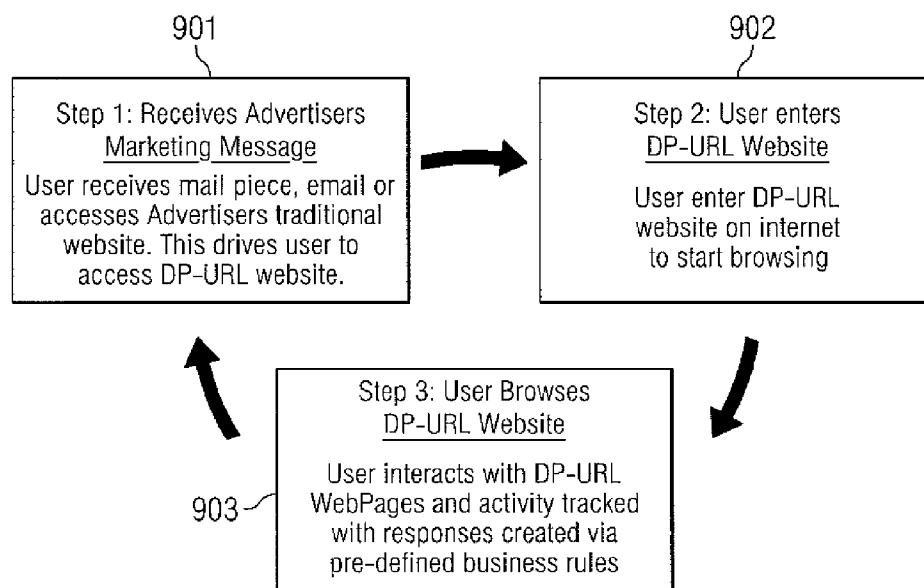 901
Step 1: Receives Advertisers
Marketing Message
User receives mail piece, email or
accesses Advertisers traditional
website. This drives user to
access DP-URL website.
902
Step 2: User enters
DP-URL Website
User enter DP-URL
website on internet
to start browsing
903
Step 3: User Browses
DP-URL Website
User interacts with DP-URL
WebPages and activity tracked
with responses created via
pre-defined business rules